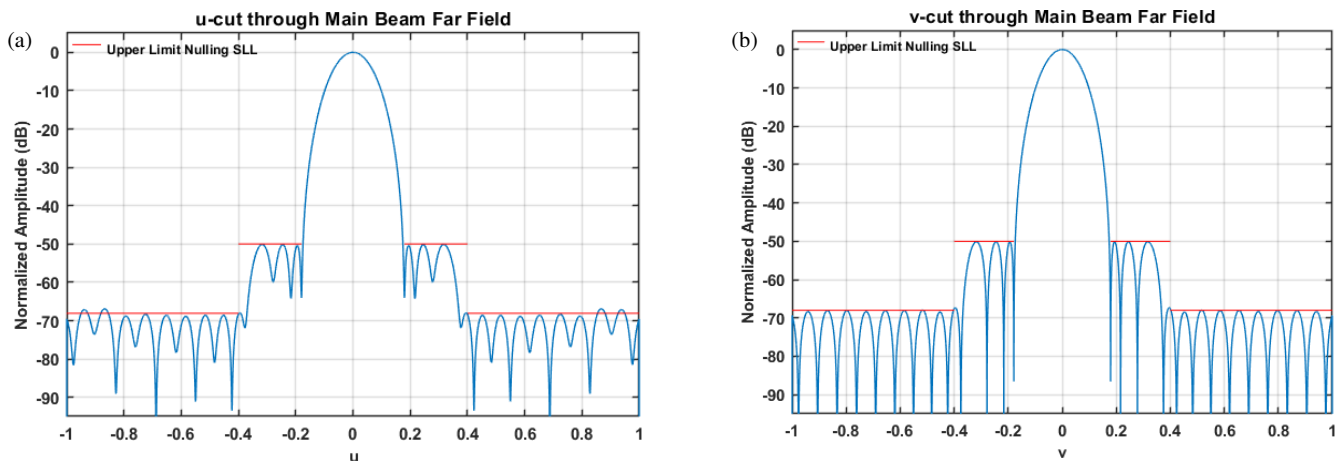 (a)
u-cut through Main Beam Far Field
Upper Limit Nulling SLL
Normalized Amplitude (dB)
0
-10
-20
-30
-40
-50
-60
-70
-80
-90
-1 -0.8 -0.6 -0.4 -0.2 0 0.2 0.4 0.6 0.8 1
u
(b)
v-cut through Main Beam Far Field
Upper Limit Nulling SLL
Normalized Amplitude (dB)
0
-10
-20
-30
-40
-50
-60
-70
-80
-90
-1 -0.8 -0.6 -0.4 -0.2 0 0.2 0.4 0.6 0.8 1
v